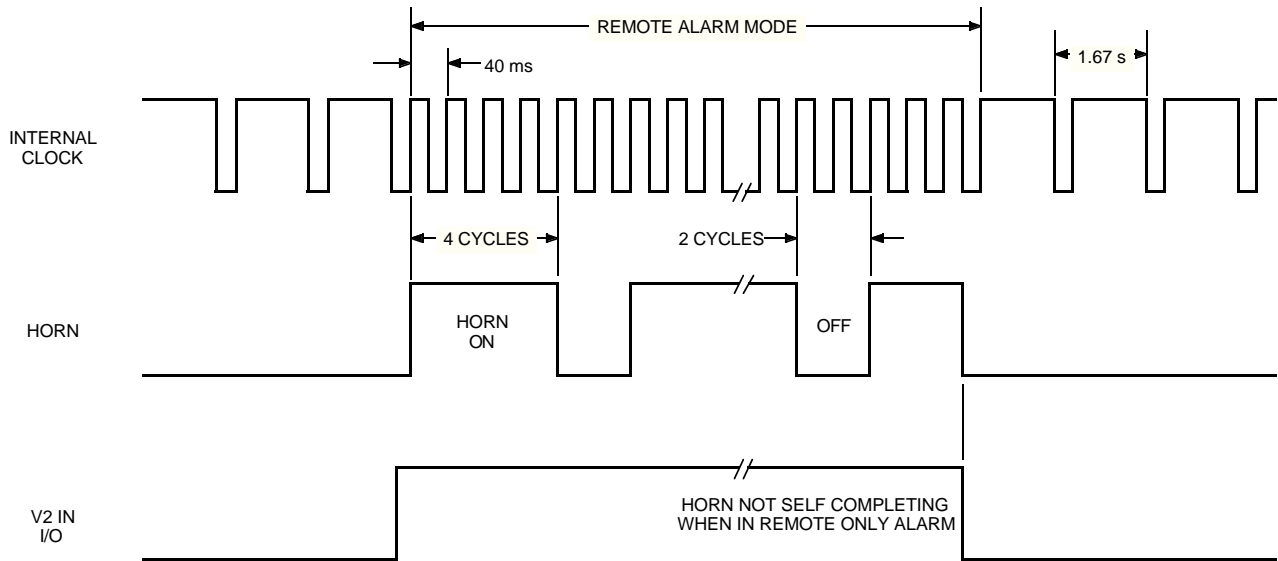 REMOTE ALARM MODE
40 ms
1.67 s
INTERNAL
CLOCK
4 CYCLES
2 CYCLES
HORN
HORN
ON
OFF
V2 IN
I/O
HORN NOT SELF COMPLETING
WHEN IN REMOTE ONLY ALARM